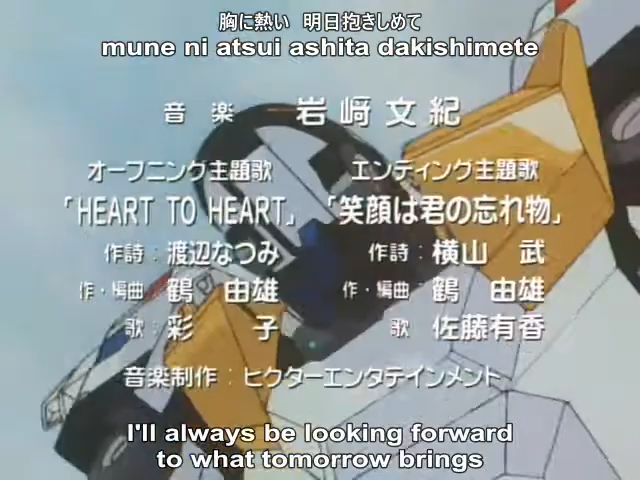 胸に熱い 明日抱きしめて
mune ni atsui ashita dakishimete
音楽 岩﨑文紀
オープニング主題歌 エンディング主題歌
「HEART TO HEART」 「笑顔は君の忘れ物」
作詩：渡辺なつみ 作詩：横山 武
作・編曲：鶴 由雄 作・編曲：鶴 由雄
歌：彩 子 歌：佐藤有香
音楽制作：ビクターエンタテインメント
I'll always be looking forward
to what tomorrow brings